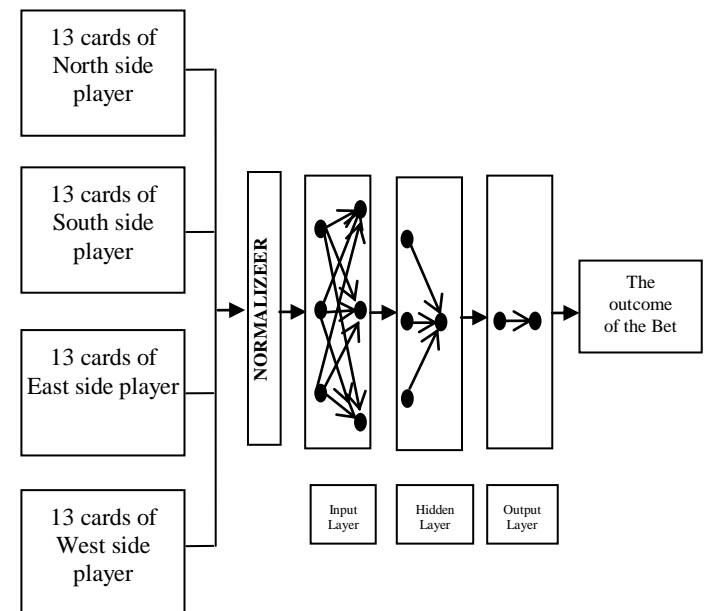 13 cards of
North side
player
13 cards of
South side
player
13 cards of
East side player
13 cards of
West side
player
NORMALIZEER
Input
Layer
Hidden
Layer
Output
Layer
The
outcome
of the Bet